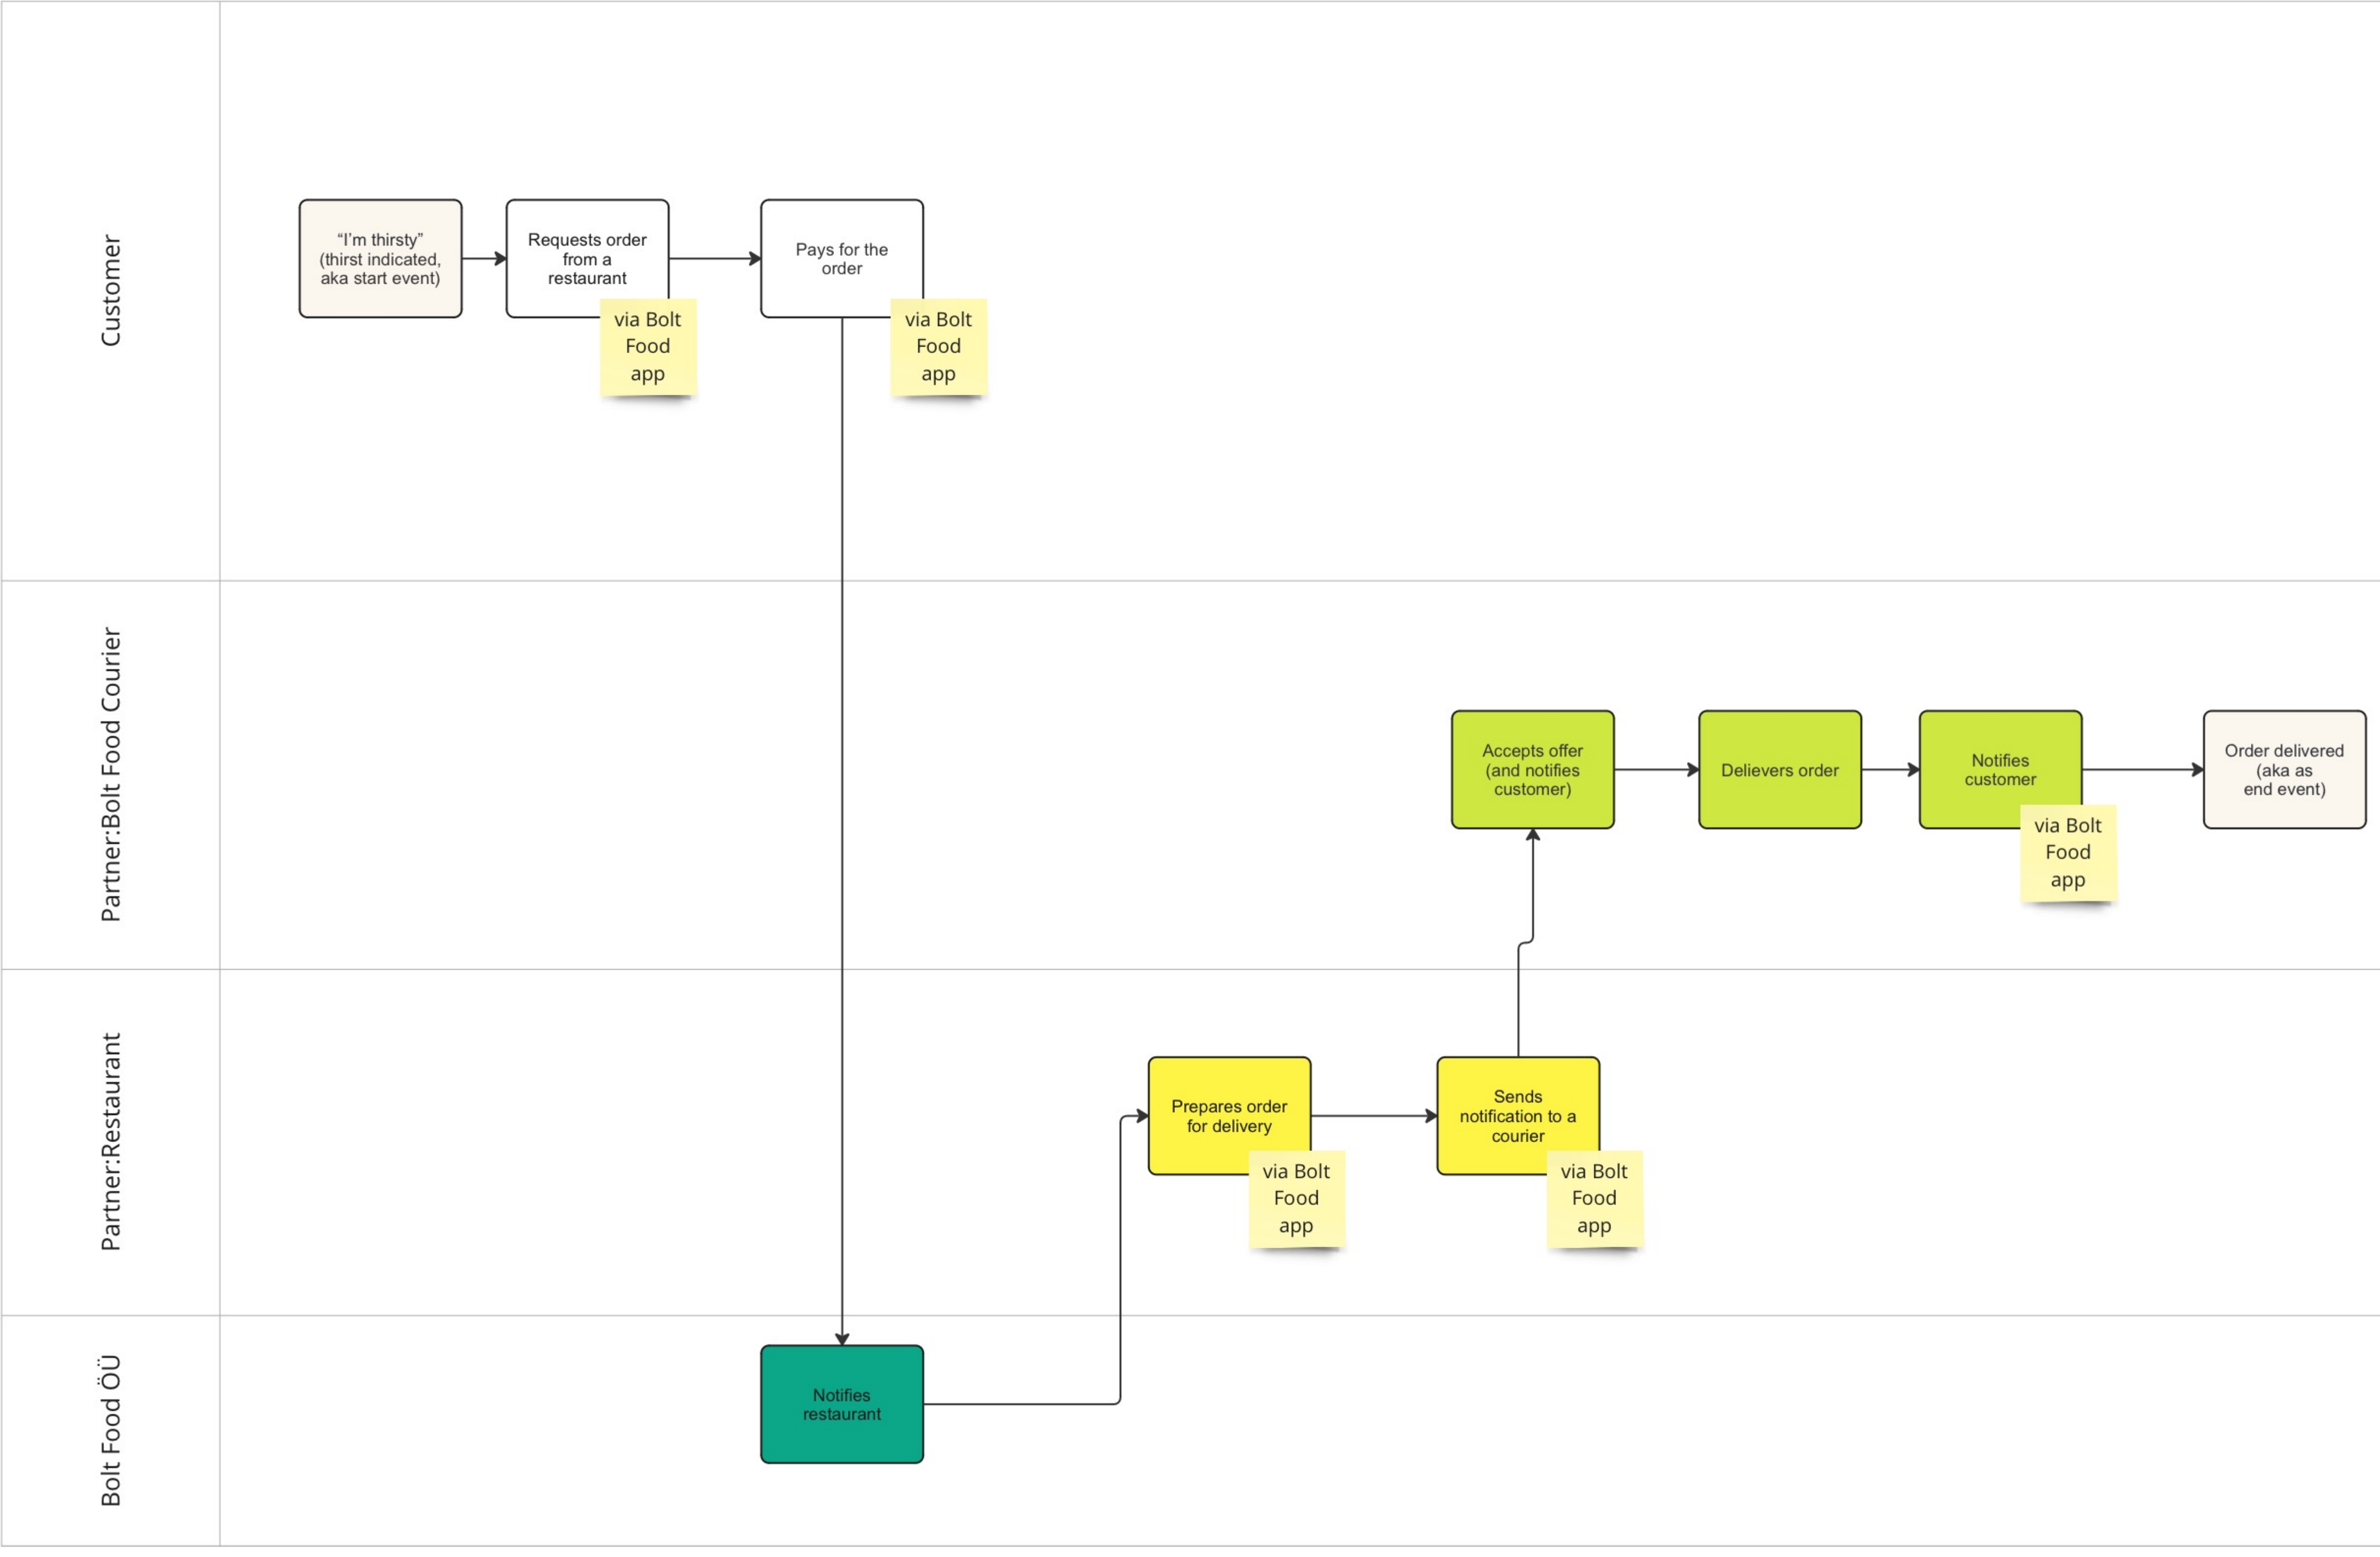 Customer
“I’m thirsty”
(thirst indicated,
aka start event)
Requests order
from a
restaurant
via Bolt
Food
app
Pays for the
order
via Bolt
Food
app
Partner:Bolt Food Courier
Accepts offer
(and notifies
customer)
Delievers order
Notifies
customer
via Bolt
Food
app
Order delivered
(aka as
end event)
Partner:Restaurant
Prepares order
for delivery
via Bolt
Food
app
Sends
notification to a
courier
via Bolt
Food
app
Bolt Food ÖÜ
Notifies
restaurant